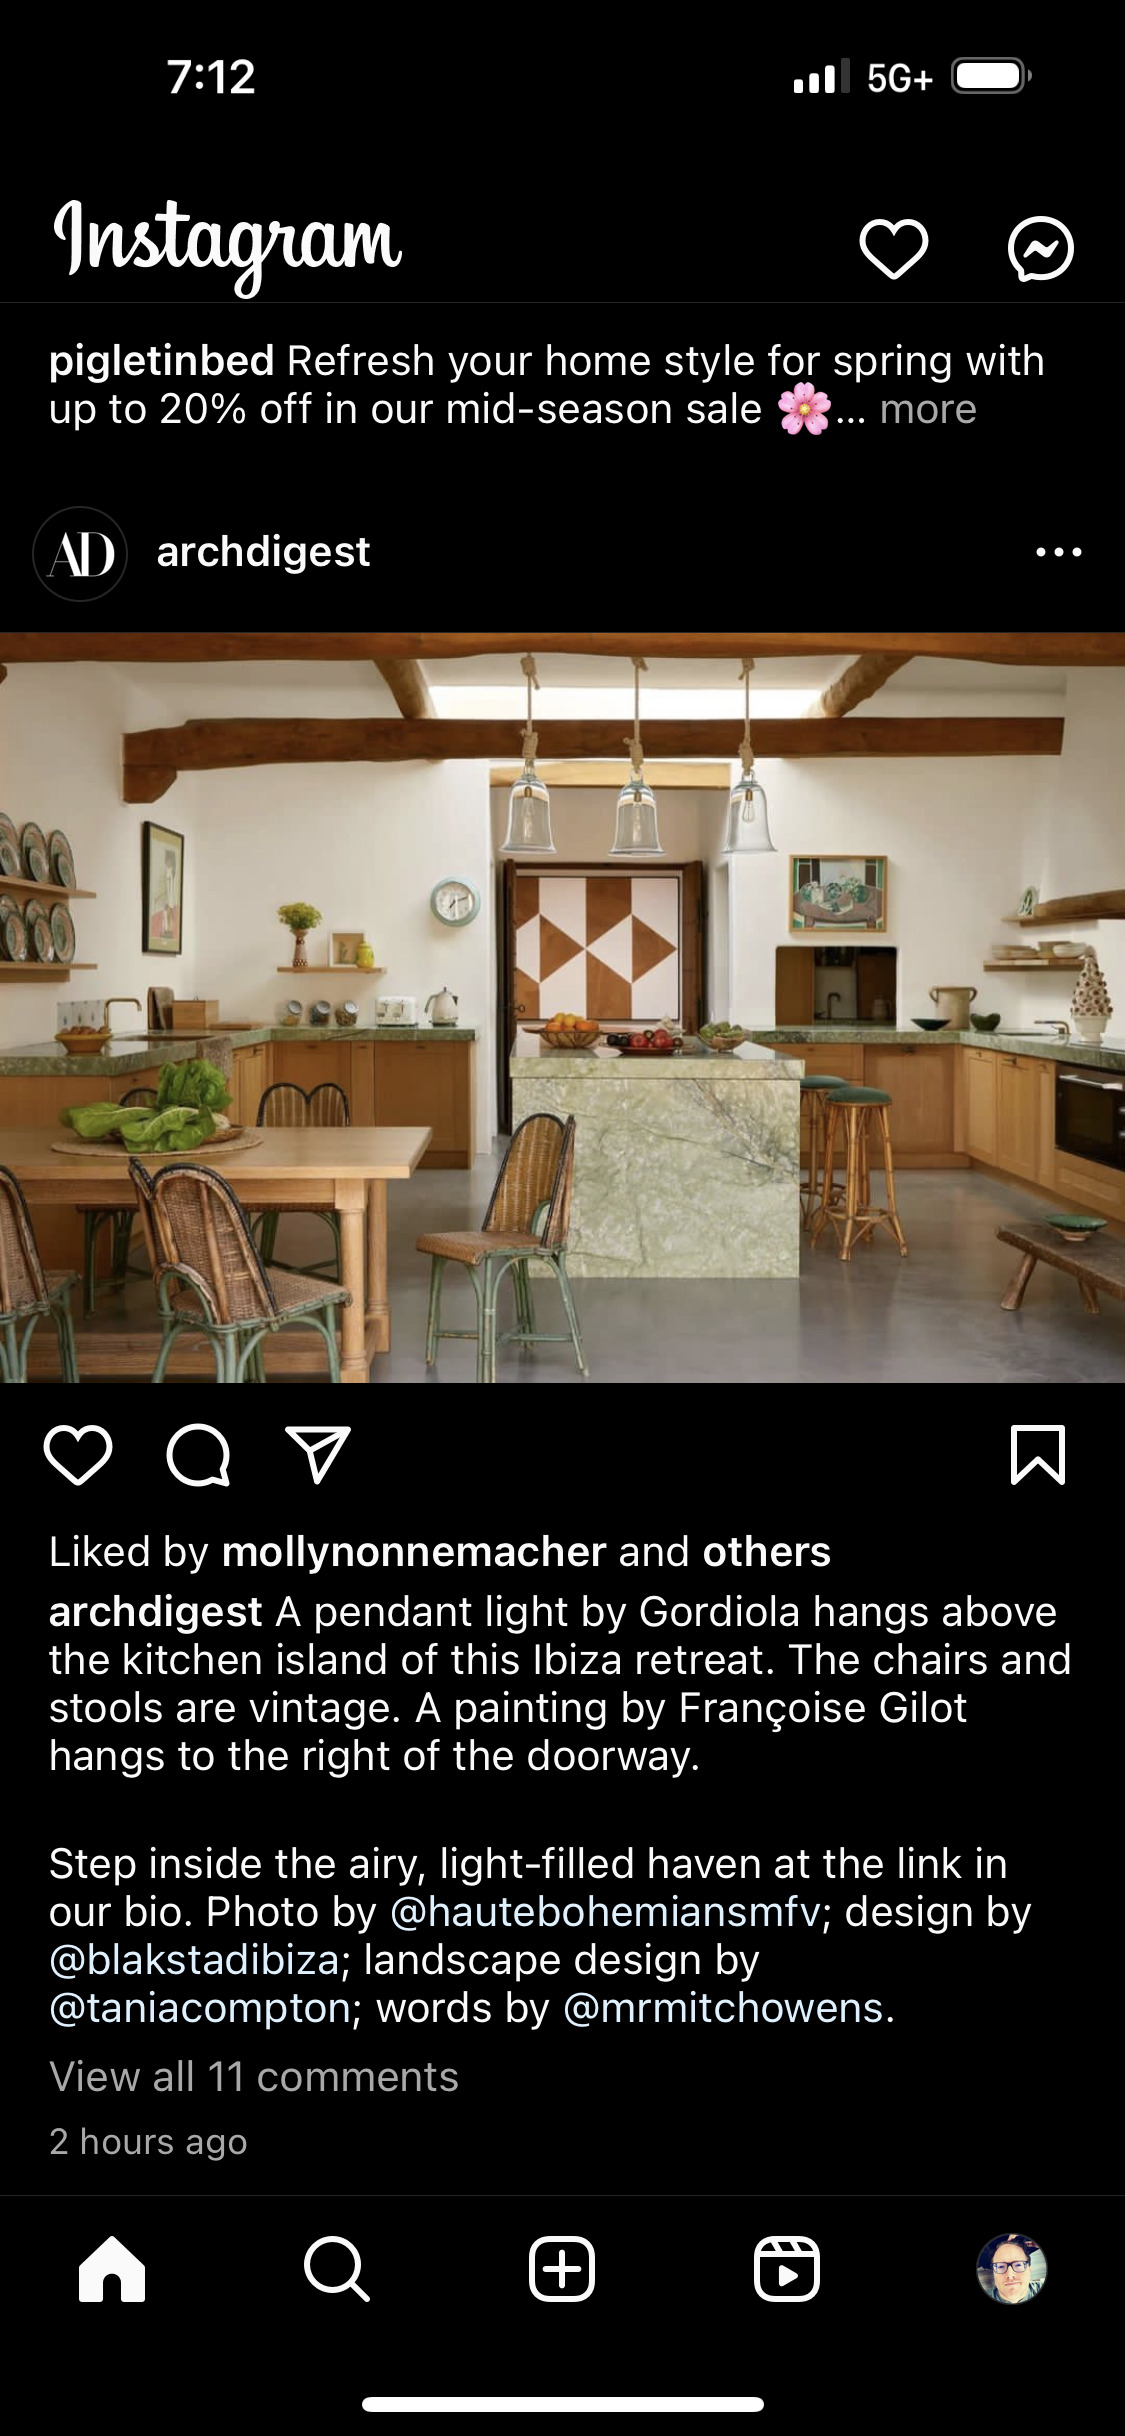 7:12
5G+
Instagram
pigletinbed Refresh your home style for spring with
up to 20% off in our mid-season sale 🌸... more
AD
archdigest
Liked by mollynonnemacher and others
archdigest A pendant light by Gordiola hangs above
the kitchen island of this Ibiza retreat. The chairs and
stools are vintage. A painting by Françoise Gilot
hangs to the right of the doorway.
Step inside the airy, light-filled haven at the link in
our bio. Photo by @hautebohemiansmfv; design by
@blakstadibiza; landscape design by
@taniacompton; words by @mrmitchowens.
View all 11 comments
2 hours ago